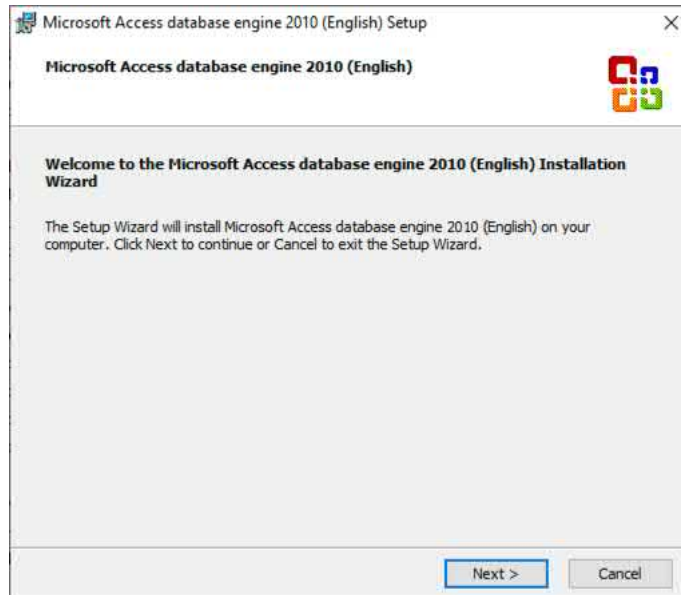 Microsoft Access database engine 2010 (English) Setup
Microsoft Access database engine 2010 (English)
Welcome to the Microsoft Access database engine 2010 (English) Installation
Wizard
The Setup Wizard will install Microsoft Access database engine 2010 (English) on your
computer. Click Next to continue or Cancel to exit the Setup Wizard.
Next >
Cancel